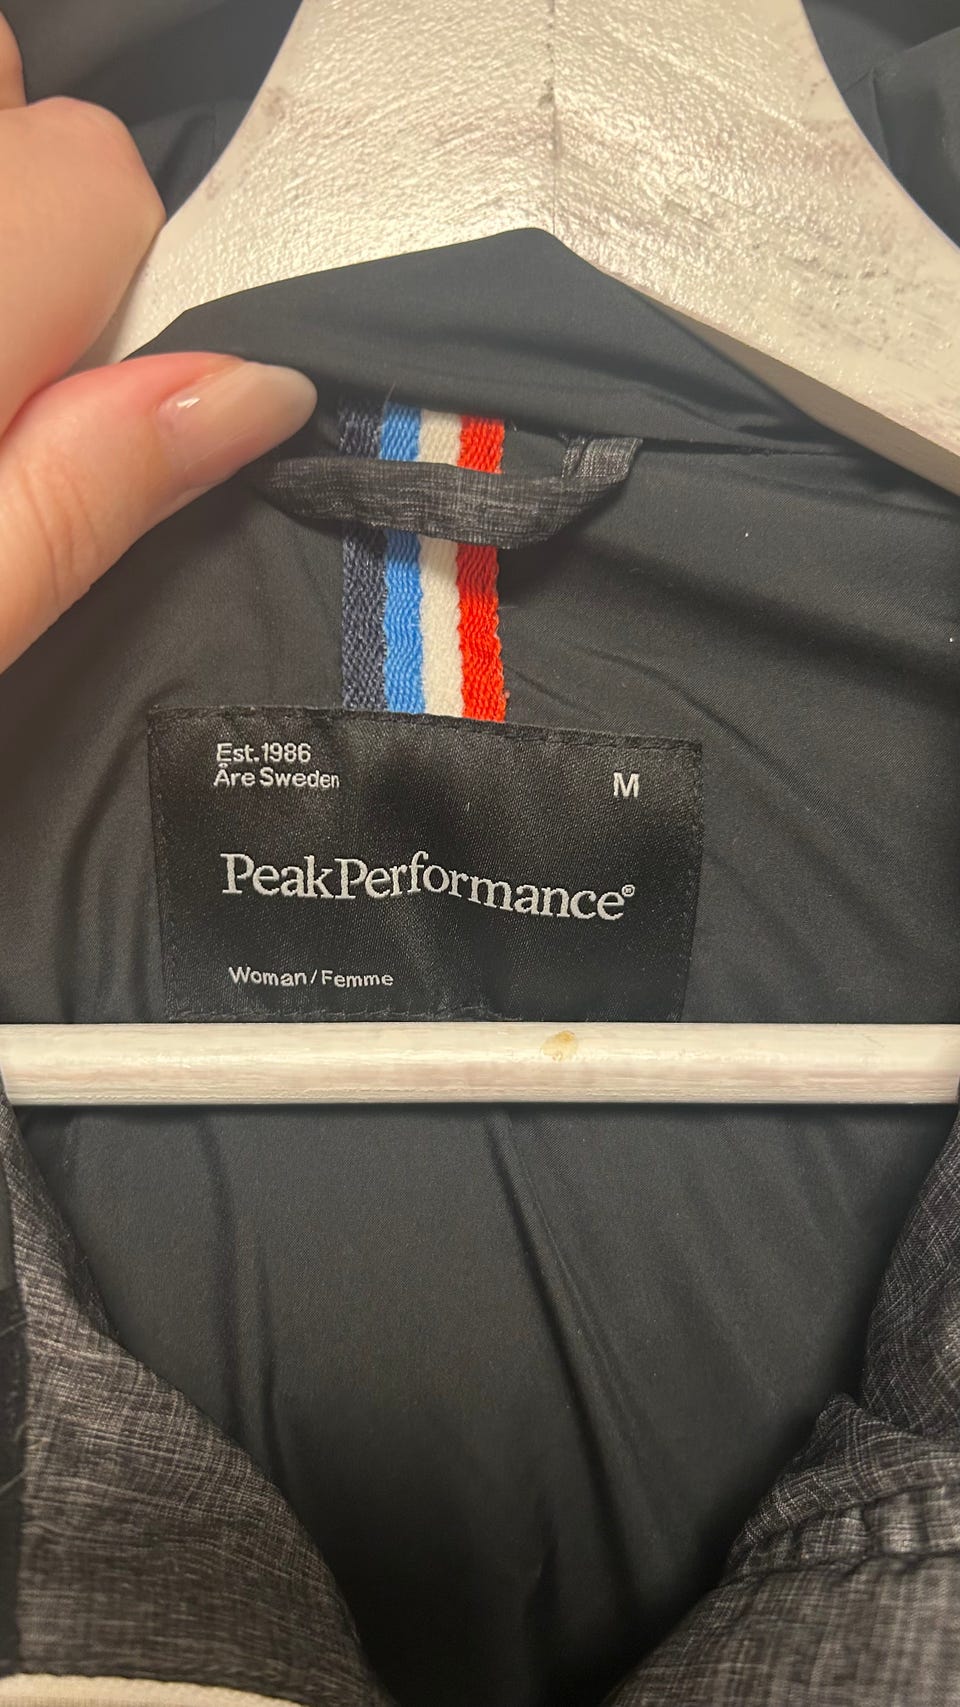 Est.1986
Åre Sweden
M
PeakPerformance®
Woman/Femme